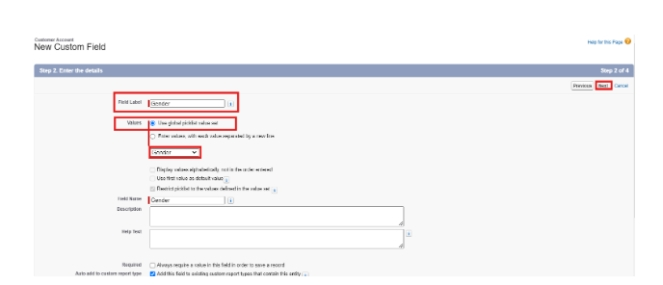 Customer Account
New Custom Field
Help for this Page
Step 2. Enter the details
Step 2 of 4
Previous Next Cancel
Field Label Gender i
Values Use global picklist value set
Enter values, with each value separated by a new line
Gender
Display values alphabetically, not in the order entered
Use first value as default value i
Restrict picklist to the values defined in the value set i
Field Name Gender i
Description
Help Text i
Required Always require a value in this field in order to save a record
Auto add to custom report type Add this field to existing custom report types that contain this entity i